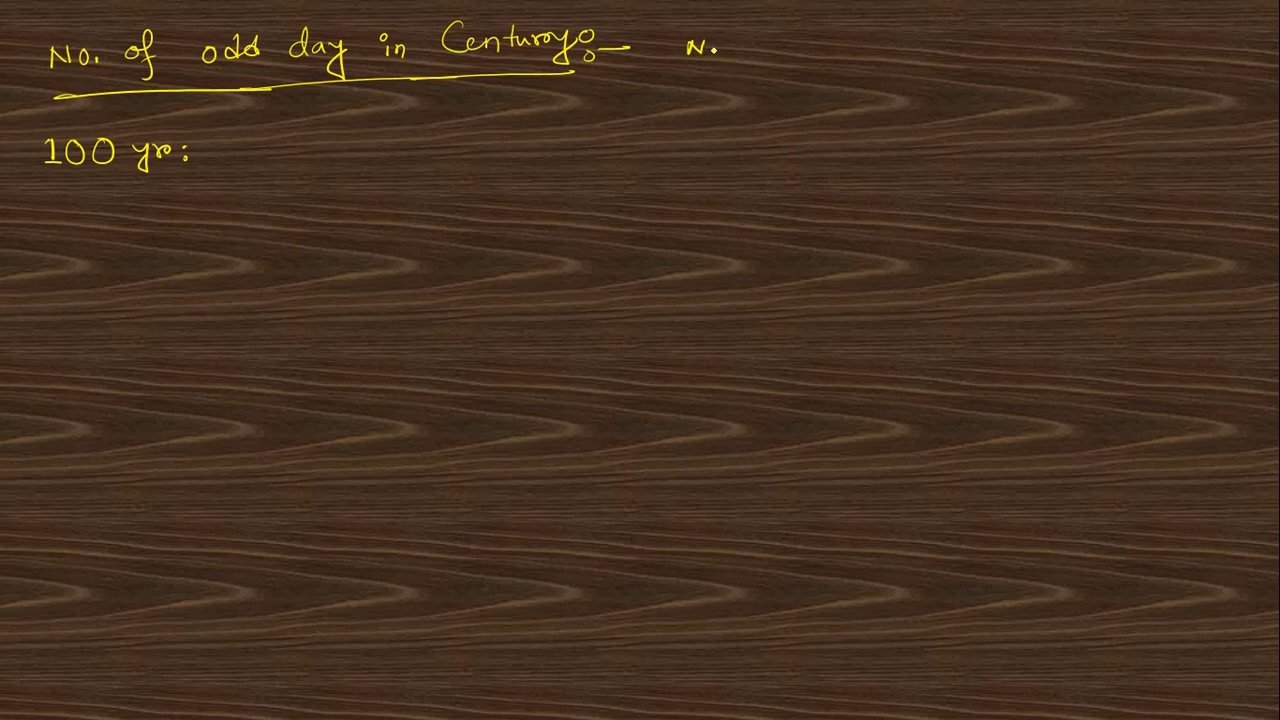 No. of odd day in Century:— N.
100 yr: